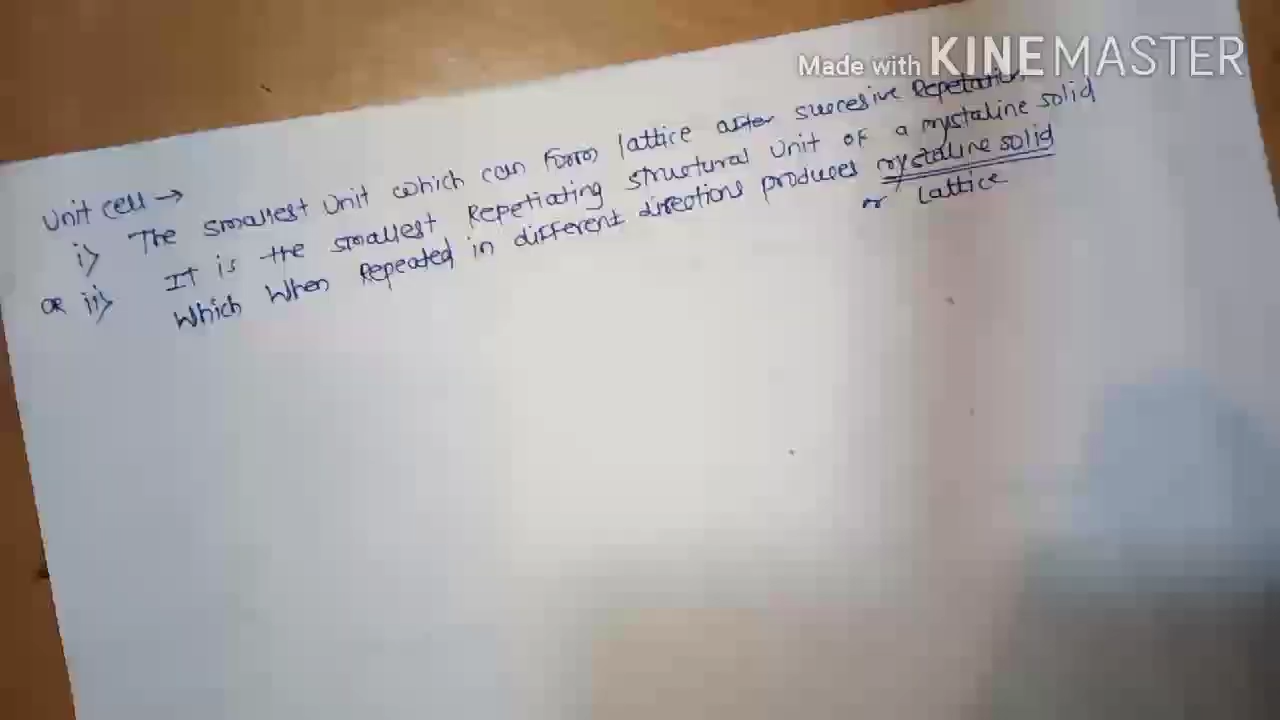 Made with KINEMASTER
Unit cell →
i) The smallest unit which can form lattice after succesive Repetation
OR ii) It is the smallest Repetiating structural Unit of a crystaline solid
Which When Repeated in different directions produces crystaline solid
or Lattice